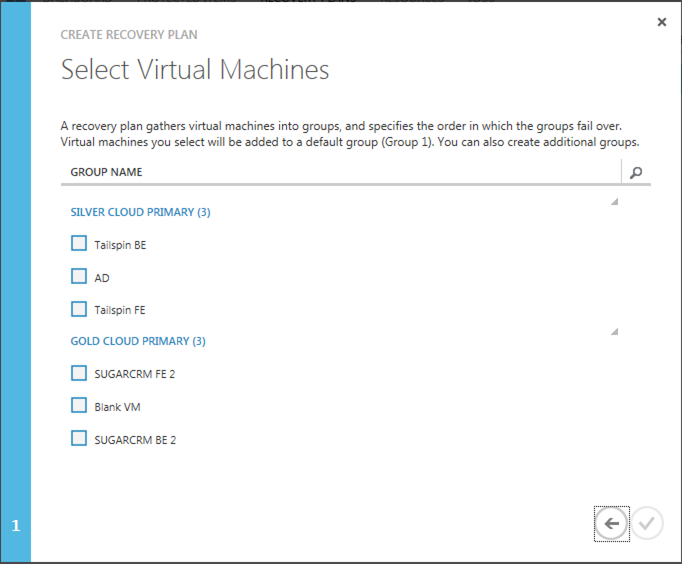 CREATE RECOVERY PLAN
Select Virtual Machines
A recovery plan gathers virtual machines into groups, and specifies the order in which the groups fail over.
Virtual machines you select will be added to a default group (Group 1). You can also create additional groups.
GROUP NAME
SILVER CLOUD PRIMARY (3)
Tailspin BE
AD
Tailspin FE
GOLD CLOUD PRIMARY (3)
SUGARCRM FE 2
Blank VM
SUGARCRM BE 2
1